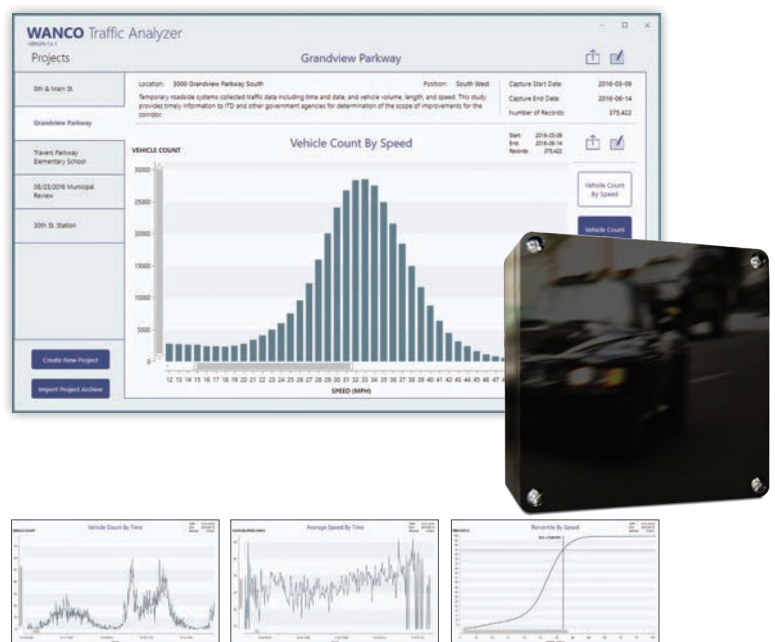 WANCO Traffic Analyzer
Projects
Grandview Parkway
5th & Main St.
Grandview Parkway
Travers Parkway
Elementary School
05/23/2016 Municipal
Review
30th St. Station
Create New Project
Import Project Archive
Location: 3000 Grandview Parkway South
Position: South West
Temporary roadside systems collected traffic data including time and date, and vehicle volume, length, and speed. This study
provides timely information to ITD and other government agencies for determination of the scope of improvements for the
corridor.
Capture Start Date: 2016-03-09
Capture End Date: 2016-06-14
Number of Records: 373,422
Vehicle Count By Speed
Start: 2016-03-09
End: 2016-06-14
Records: 373,422
VEHICLE COUNT
30000
25000
20000
15000
10000
5000
0
12 13 14 15 16 17 18 19 20 21 22 23 24 25 26 27 28 29 30 31 32 33 34 35 36 37 38 39 40 41 42 43 44 45 46 47
SPEED (MPH)
Vehicle Count
By Speed
Vehicle Count
Vehicle Count By Time
Average Speed By Time
Percentile By Speed